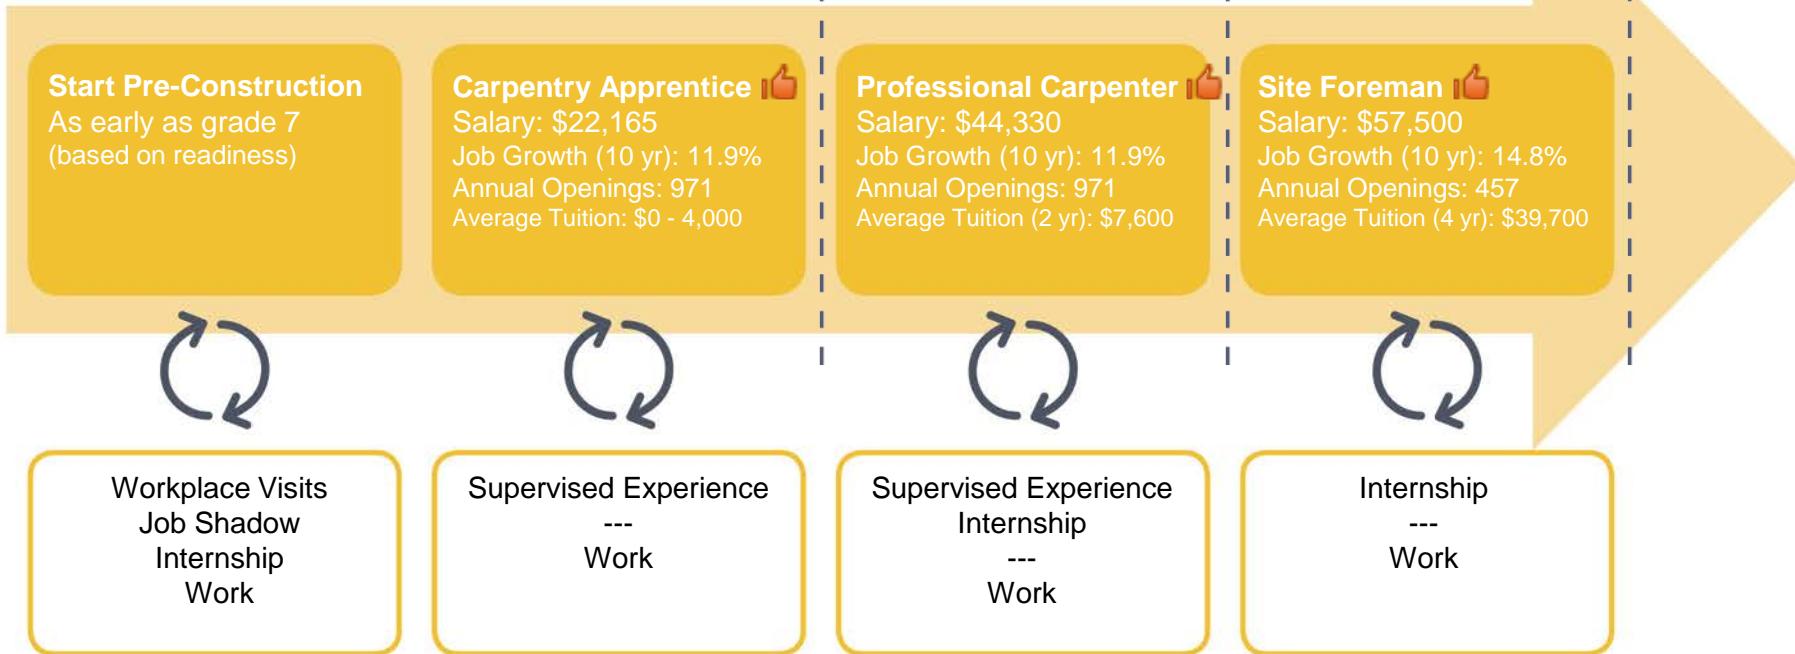 Start Pre-Construction
As early as grade 7
(based on readiness)
Carpentry Apprentice
Salary: $22,165
Job Growth (10 yr): 11.9%
Annual Openings: 971
Average Tuition: $0 - 4,000
Professional Carpenter
Salary: $44,330
Job Growth (10 yr): 11.9%
Annual Openings: 971
Average Tuition (2 yr): $7,600
Site Foreman
Salary: $57,500
Job Growth (10 yr): 14.8%
Annual Openings: 457
Average Tuition (4 yr): $39,700
Workplace Visits
Job Shadow
Internship
Work
Supervised Experience
---
Work
Supervised Experience
Internship
---
Work
Internship
---
Work